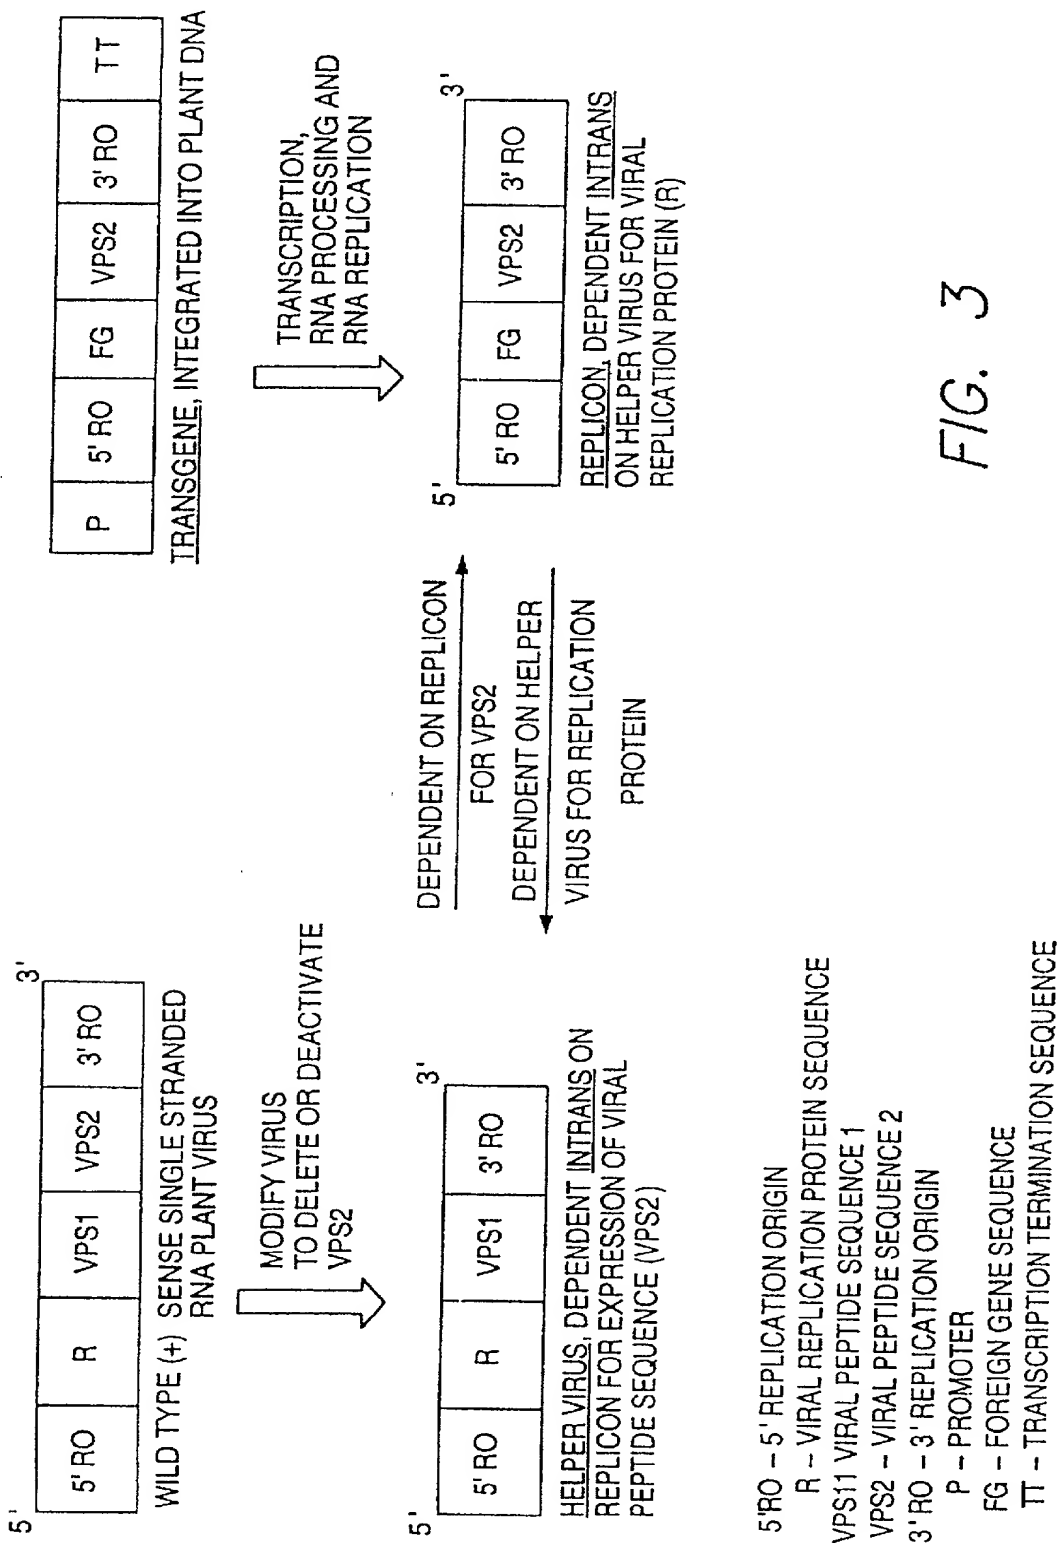 5' 3'
5' RO R VPS1 VPS2 3' RO
WILD TYPE (+) SENSE SINGLE STRANDED
RNA PLANT VIRUS
MODIFY VIRUS
TO DELETE OR DEACTIVATE
VPS2
5' 3'
5' RO R VPS1 3' RO
HELPER VIRUS, DEPENDENT INTRANS ON
REPLICON FOR EXPRESSION OF VIRAL
PEPTIDE SEQUENCE (VPS2)
P 5' RO FG VPS2 3' RO TT
TRANSGENE, INTEGRATED INTO PLANT DNA
TRANSCRIPTION,
RNA PROCESSING AND
RNA REPLICATION
5' 3'
5' RO FG VPS2 3' RO
REPLICON, DEPENDENT INTRANS
ON HELPER VIRUS FOR VIRAL
REPLICATION PROTEIN (R)
DEPENDENT ON REPLICON
FOR VPS2
DEPENDENT ON HELPER
VIRUS FOR REPLICATION
PROTEIN
5'RO – 5' REPLICATION ORIGIN
R – VIRAL REPLICATION PROTEIN SEQUENCE
VPS11 VIRAL PEPTIDE SEQUENCE 1
VPS2 – VIRAL PEPTIDE SEQUENCE 2
3' RO – 3' REPLICATION ORIGIN
P – PROMOTER
FG – FOREIGN GENE SEQUENCE
TT – TRANSCRIPTION TERMINATION SEQUENCE
FIG. 3